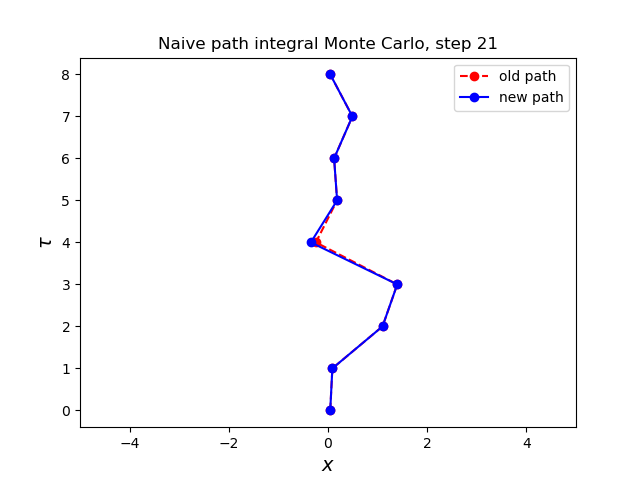 Naive path integral Monte Carlo, step 21
old path
new path
8
7
6
5
4
3
2
1
0
τ
−4 −2 0 2 4
x